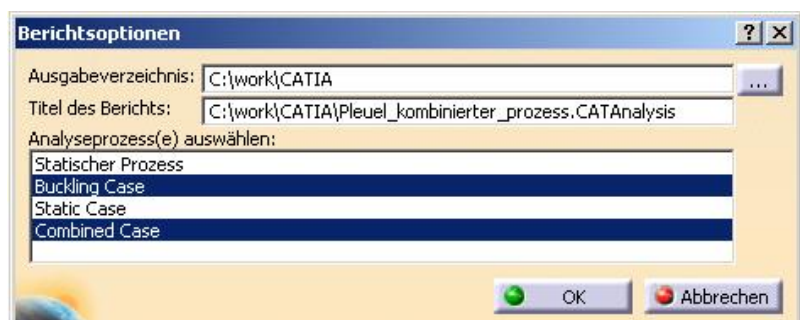 Berichtsoptionen
Ausgabeverzeichnis: C:\work\CATIA ...
Titel des Berichts: C:\work\CATIA\Pleuel_kombinierter_prozess.CATAnalysis
Analyseprozess(e) auswählen:
Statischer Prozess
Buckling Case
Static Case
Combined Case
OK Abbrechen